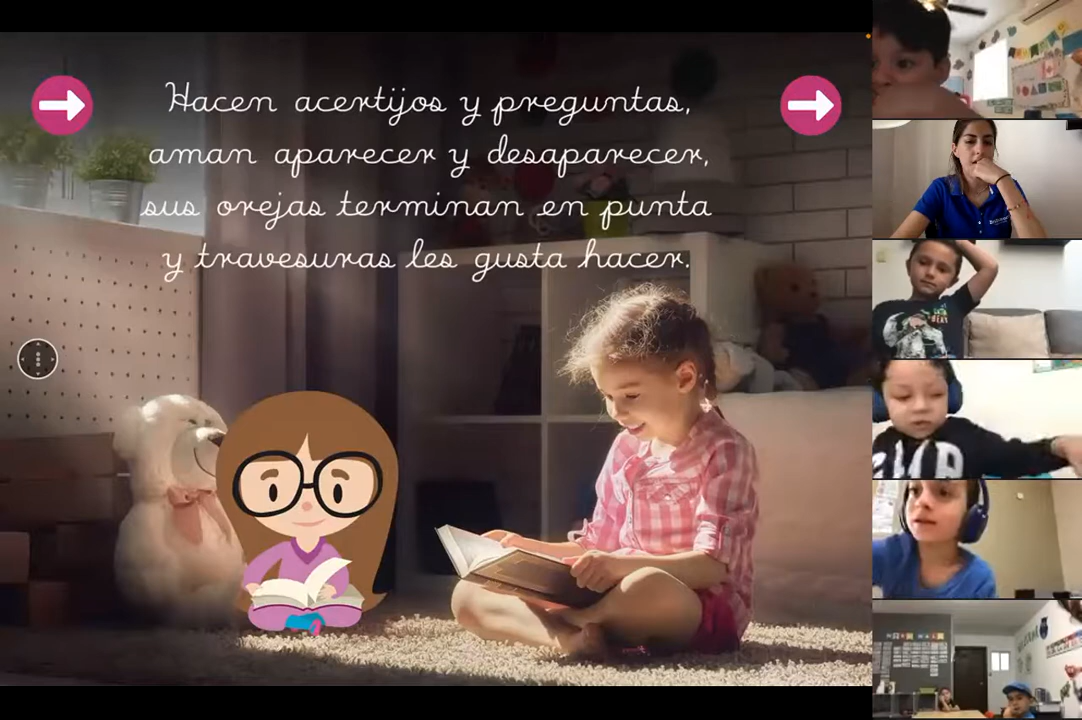 Hacen acertijos y preguntas,
aman aparecer y desaparecer,
sus orejas terminan en punta
y travesuras les gusta hacer.